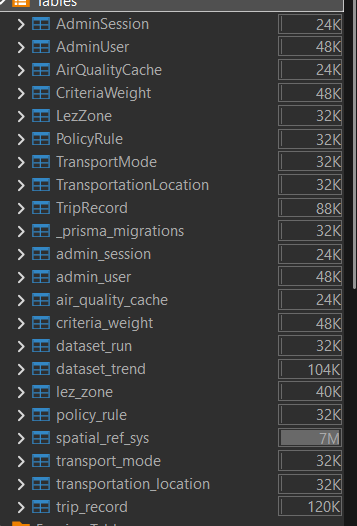 Tables
AdminSession 24K
AdminUser 48K
AirQualityCache 24K
CriteriaWeight 48K
LezZone 32K
PolicyRule 32K
TransportMode 32K
TransportationLocation 32K
TripRecord 88K
_prisma_migrations 32K
admin_session 24K
admin_user 48K
air_quality_cache 24K
criteria_weight 48K
dataset_run 32K
dataset_trend 104K
lez_zone 40K
policy_rule 32K
spatial_ref_sys 7M
transport_mode 32K
transportation_location 32K
trip_record 120K